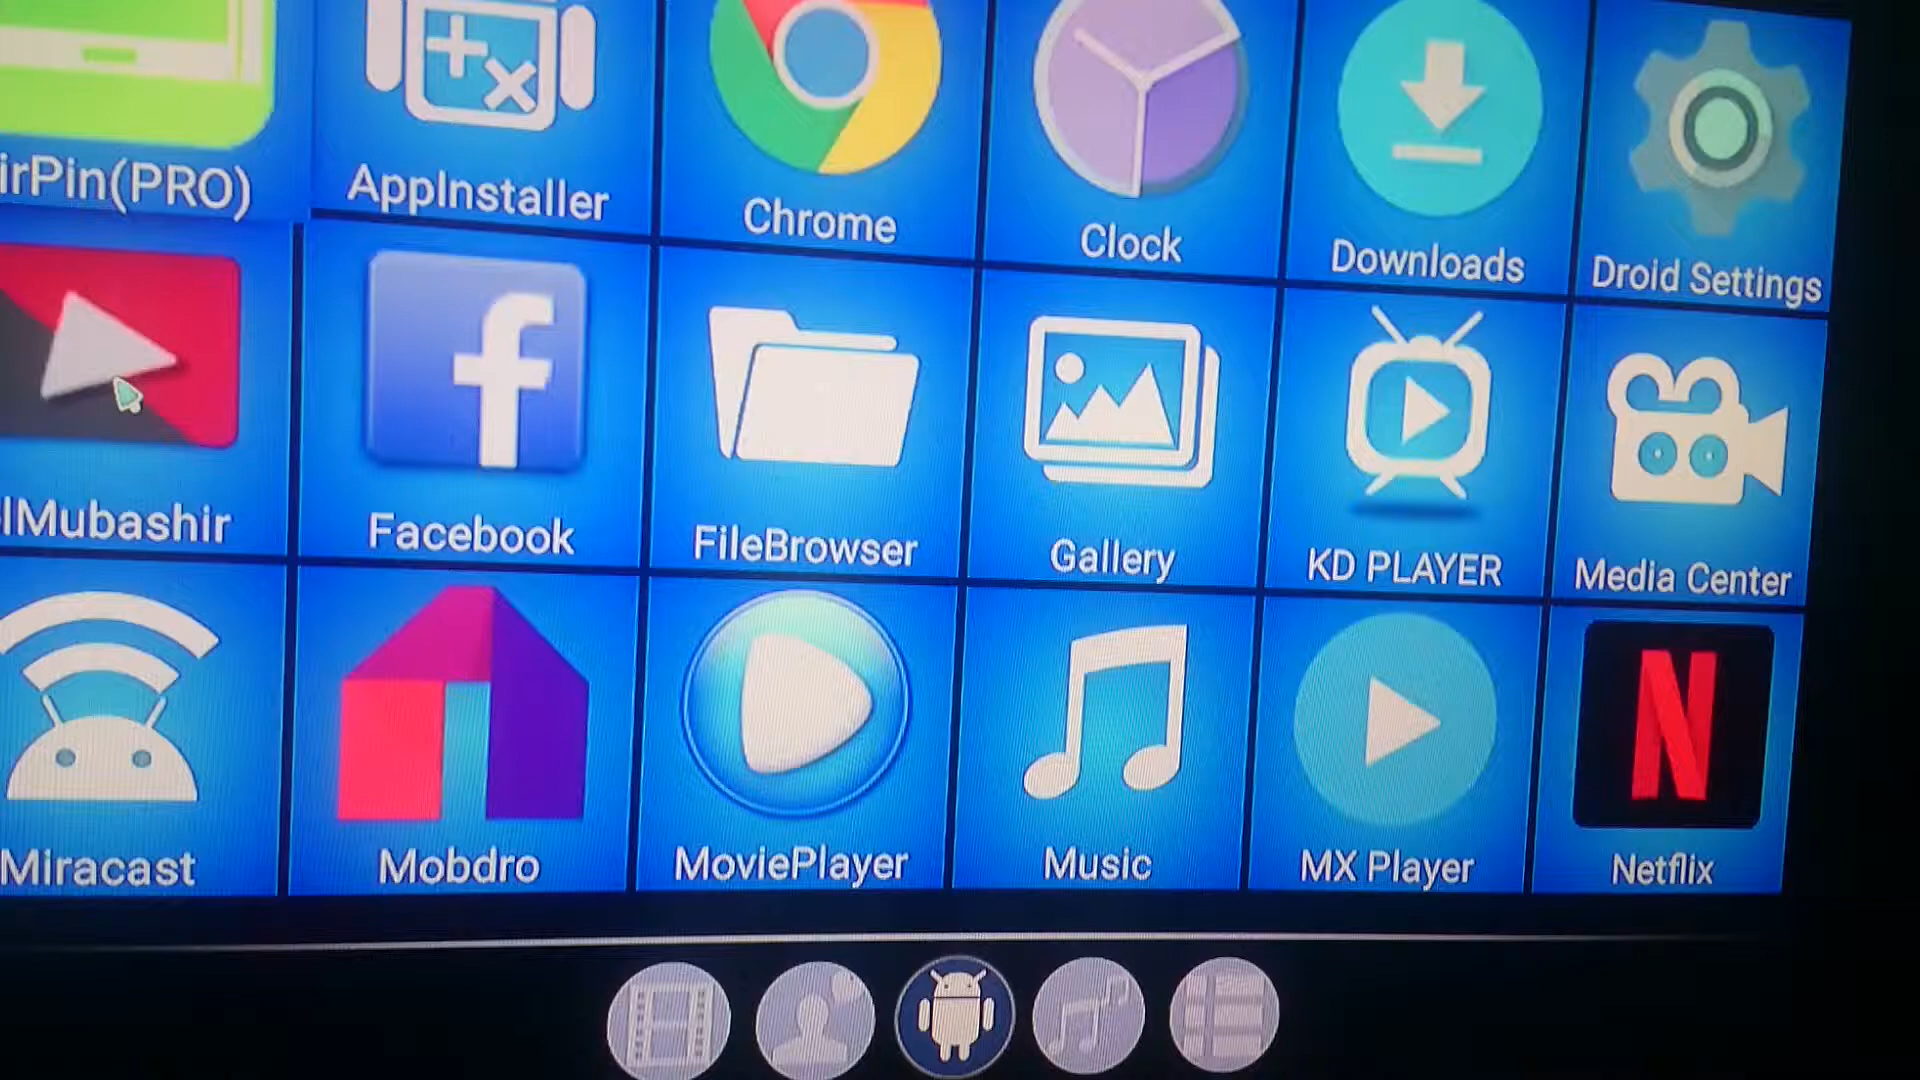 irPin(PRO)
AppInstaller
Chrome
Clock
Downloads
Droid Settings
lMubashir
Facebook
FileBrowser
Gallery
KD PLAYER
Media Center
Miracast
Mobdro
MoviePlayer
Music
MX Player
Netflix